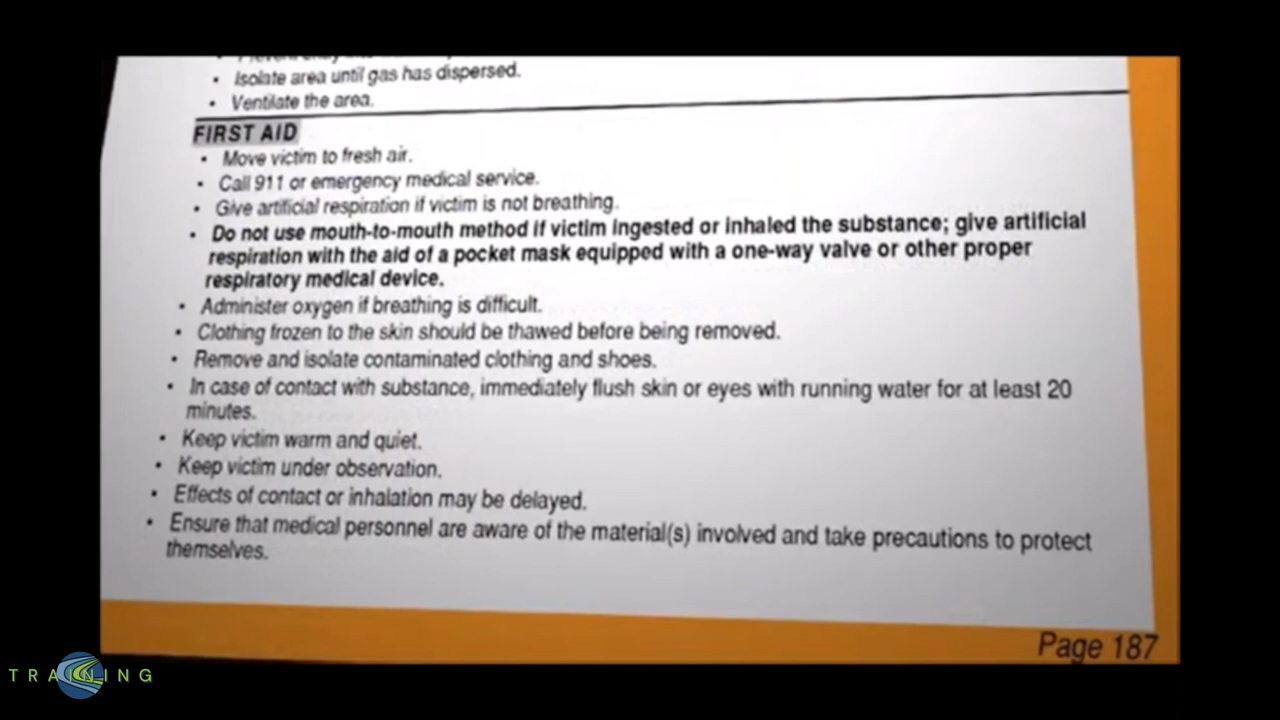 • Isolate area until gas has dispersed.
• Ventilate the area.
FIRST AID
• Move victim to fresh air.
• Call 911 or emergency medical service.
• Give artificial respiration if victim is not breathing.
• Do not use mouth-to-mouth method if victim ingested or inhaled the substance; give artificial
respiration with the aid of a pocket mask equipped with a one-way valve or other proper
respiratory medical device.
• Administer oxygen if breathing is difficult.
• Clothing frozen to the skin should be thawed before being removed.
• Remove and isolate contaminated clothing and shoes.
• In case of contact with substance, immediately flush skin or eyes with running water for at least 20
minutes.
• Keep victim warm and quiet.
• Keep victim under observation.
• Effects of contact or inhalation may be delayed.
• Ensure that medical personnel are aware of the material(s) involved and take precautions to protect
themselves.
Page 187
TRAINING